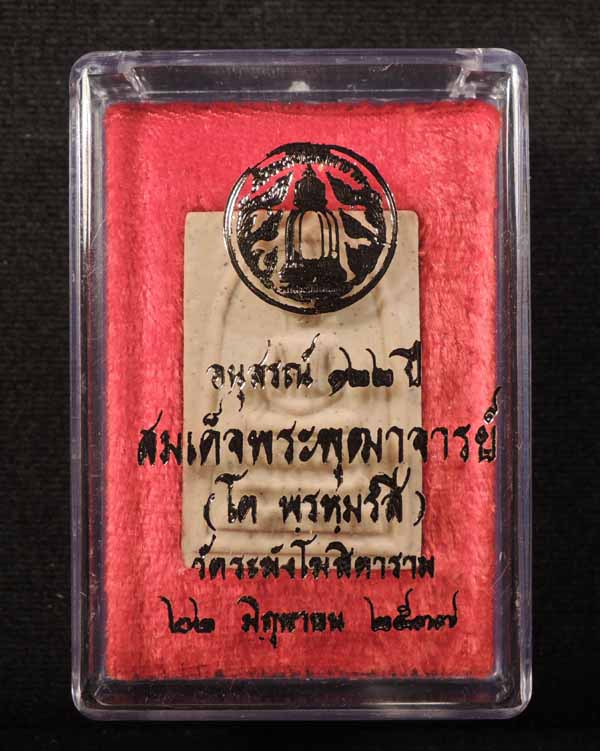 อนุสรณ์ ๑๒๒ ปี
สมเด็จพระพุฒาจารย์
(โต พฺรหฺมรํสี)
วัดระฆังโฆสิตาราม
๒๒ มิถุนายน ๒๕๓๗